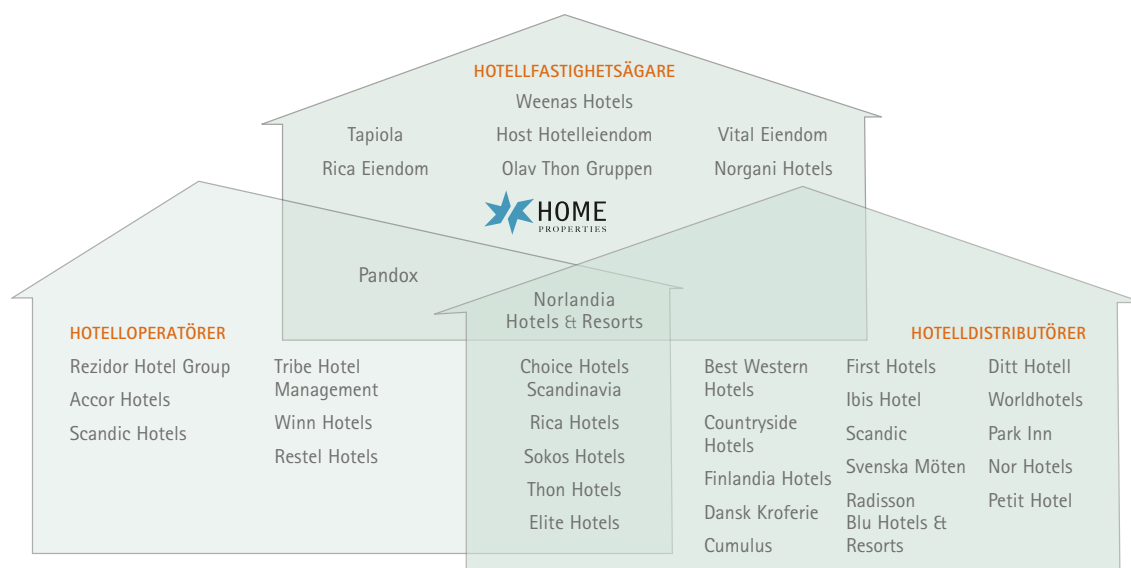 HOTELLFASTIGHETSÄGARE
Weenas Hotels
Tapiola
Host Hotelleiendom
Vital Eiendom
Rica Eiendom
Olav Thon Gruppen
Norgani Hotels
HOME
PROPERTIES
Pandox
Norlandia
Hotels & Resorts
HOTELLOPERATÖRER
Rezidor Hotel Group
Accor Hotels
Scandic Hotels
Tribe Hotel
Management
Winn Hotels
Restel Hotels
Choice Hotels
Scandinavia
Rica Hotels
Sokos Hotels
Thon Hotels
Elite Hotels
HOTELLDISTRIBUTÖRER
Best Western
Hotels
Countryside
Hotels
Finlandia Hotels
Dansk Kroferie
Cumulus
First Hotels
Ibis Hotel
Scandic
Svenska Möten
Radisson
Blu Hotels &
Resorts
Ditt Hotell
Worldhotels
Park Inn
Nor Hotels
Petit Hotel